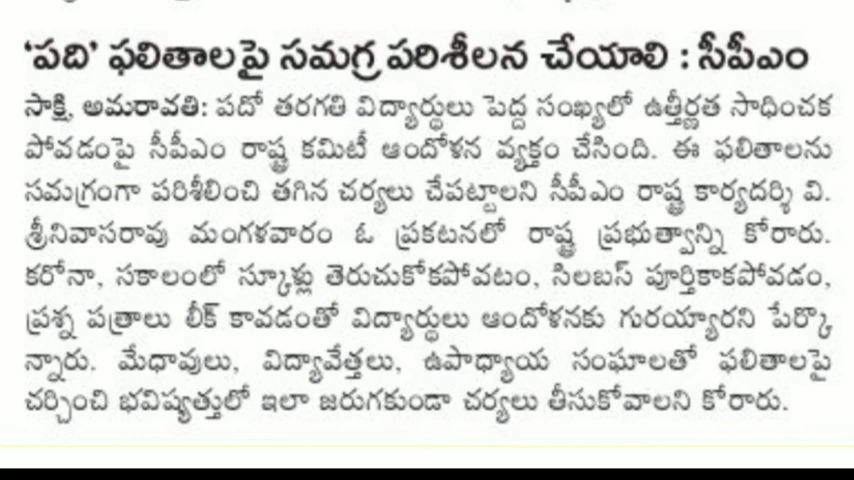 ‘పది’ ఫలితాలపై సమగ్ర పరిశీలన చేయాలి : సీపీఎం
సాక్షి, అమరావతి: పదో తరగతి విద్యార్థులు పెద్ద సంఖ్యలో ఉత్తీర్ణత సాధించక
పోవడంపై సీపీఎం రాష్ట్ర కమిటీ ఆందోళన వ్యక్తం చేసింది. ఈ ఫలితాలను
సమగ్రంగా పరిశీలించి తగిన చర్యలు చేపట్టాలని సీపీఎం రాష్ట్ర కార్యదర్శి వి.
శ్రీనివాసరావు మంగళవారం ఓ ప్రకటనలో రాష్ట్ర ప్రభుత్వాన్ని కోరారు.
కరోనా, సకాలంలో స్కూళ్లు తెరుచుకోకపోవటం, సిలబస్ పూర్తికాకపోవడం,
ప్రశ్న పత్రాలు లీక్ కావడంతో విద్యార్థులు ఆందోళనకు గురయ్యారని పేర్కొ
న్నారు. మేధావులు, విద్యావేత్తలు, ఉపాధ్యాయ సంఘాలతో ఫలితాలపై
చర్చించి భవిష్యత్తులో ఇలా జరుగకుండా చర్యలు తీసుకోవాలని కోరారు.